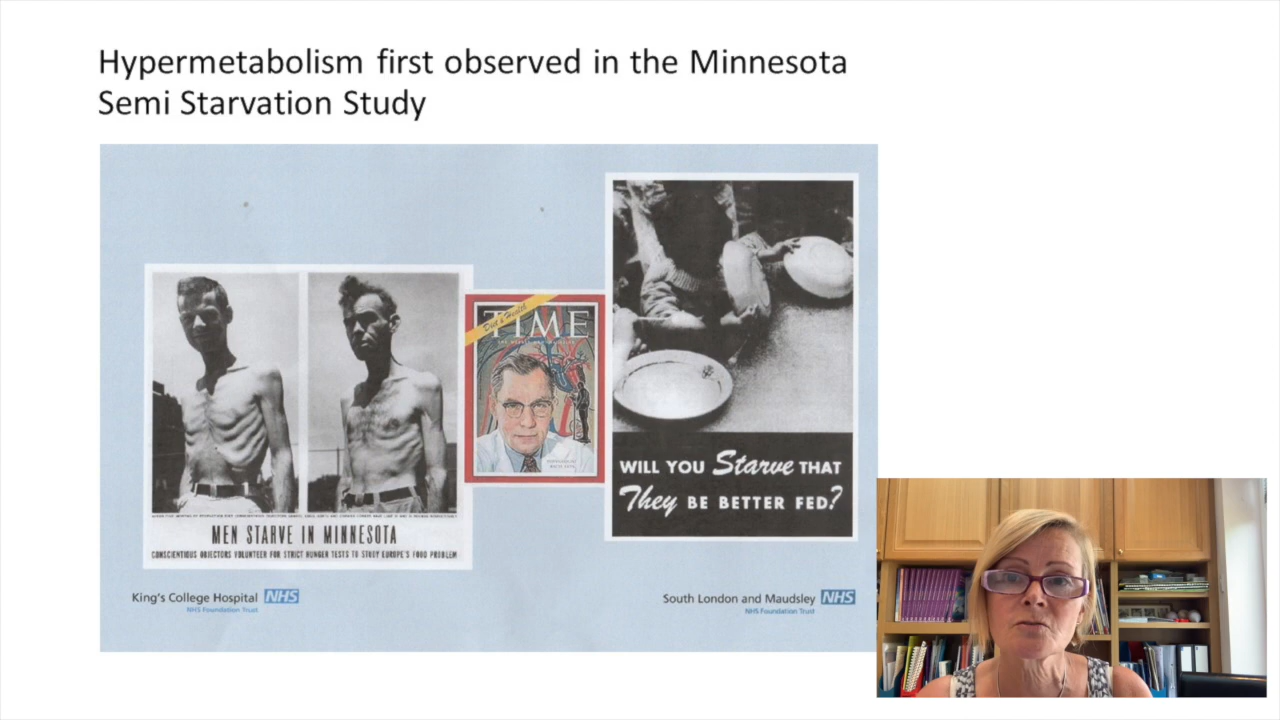 Hypermetabolism first observed in the Minnesota
Semi Starvation Study
Diet & Health
TIME
MEN STARVE IN MINNESOTA
CONSCIENTIOUS OBJECTORS VOLUNTEER FOR STRICT HUNGER TESTS TO STUDY EUROPE'S FOOD PROBLEM
WILL YOU Starve THAT
They BE BETTER FED?
King's College Hospital NHS
NHS Foundation Trust
South London and Maudsley NHS
NHS Foundation Trust